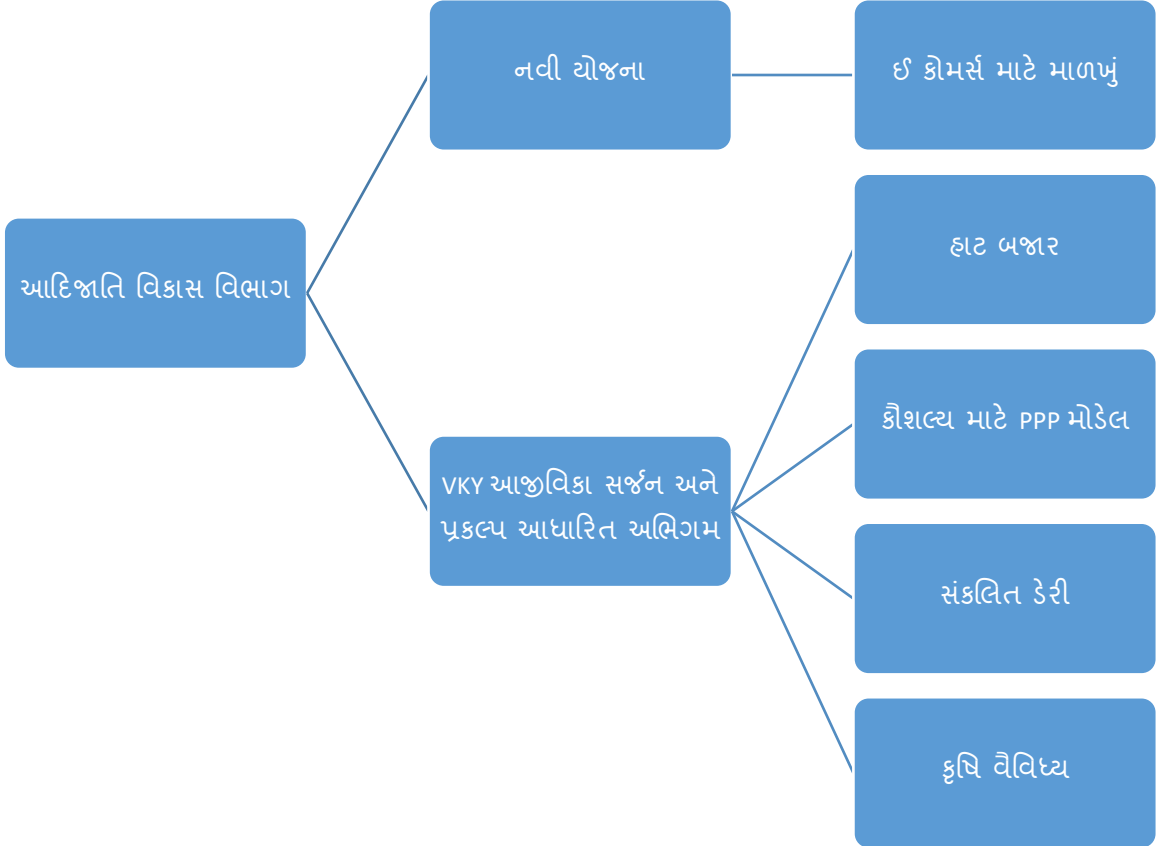 નવી યોજના
ઈ કોમર્સ માટે માળખું
હાટ બજાર
આદિજાતિ વિકાસ વિભાગ
કૌશલ્ય માટે PPP મોડેલ
VKY આજીવિકા સર્જન અને
પ્રકલ્પ આધારિત અભિગમ
સંકલિત ડેરી
કૃષિ વૈવિધ્ય